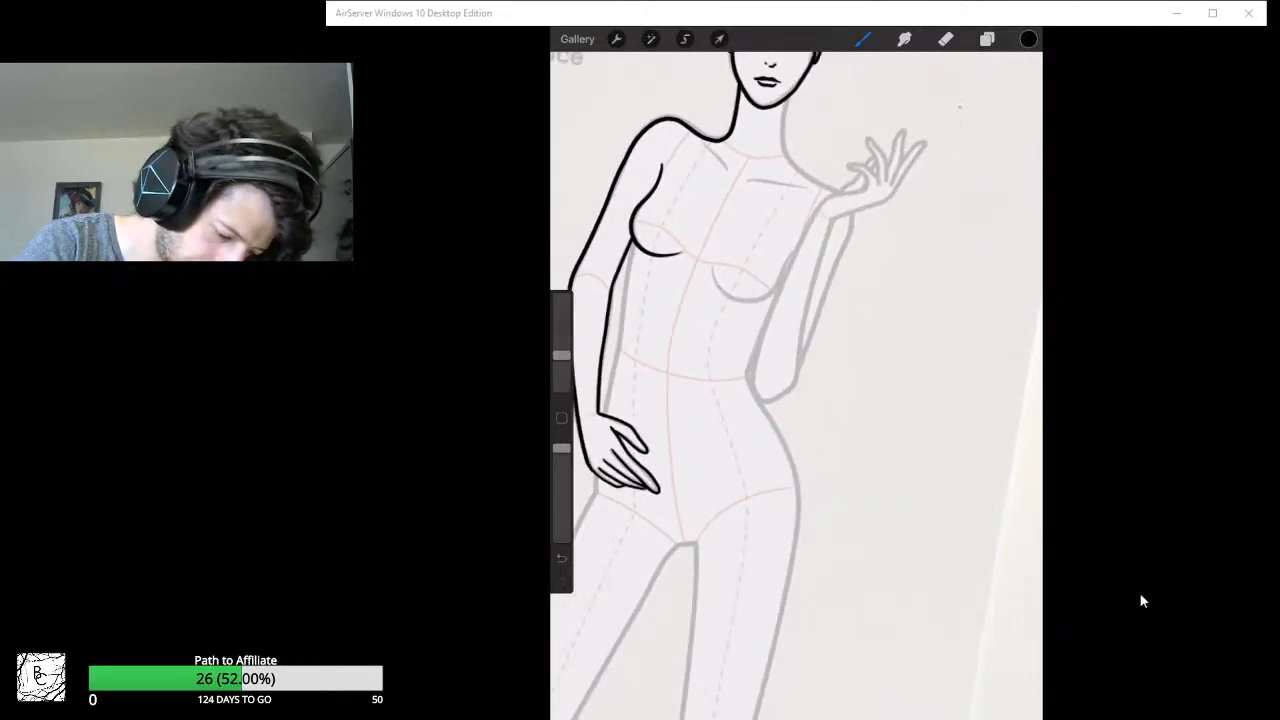 AirServer Windows 10 Desktop Edition
Gallery
Path to Affiliate
26 (52.00%)
0
124 DAYS TO GO
50